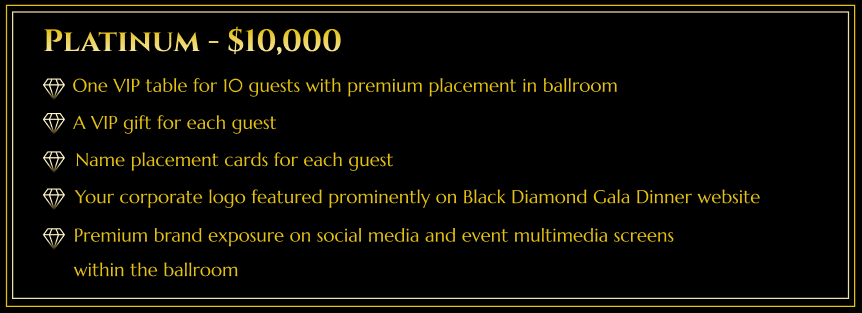 Platinum - $10,000
One VIP table for 10 guests with premium placement in ballroom
A VIP gift for each guest
Name placement cards for each guest
Your corporate logo featured prominently on Black Diamond Gala Dinner website
Premium brand exposure on social media and event multimedia screens
within the ballroom